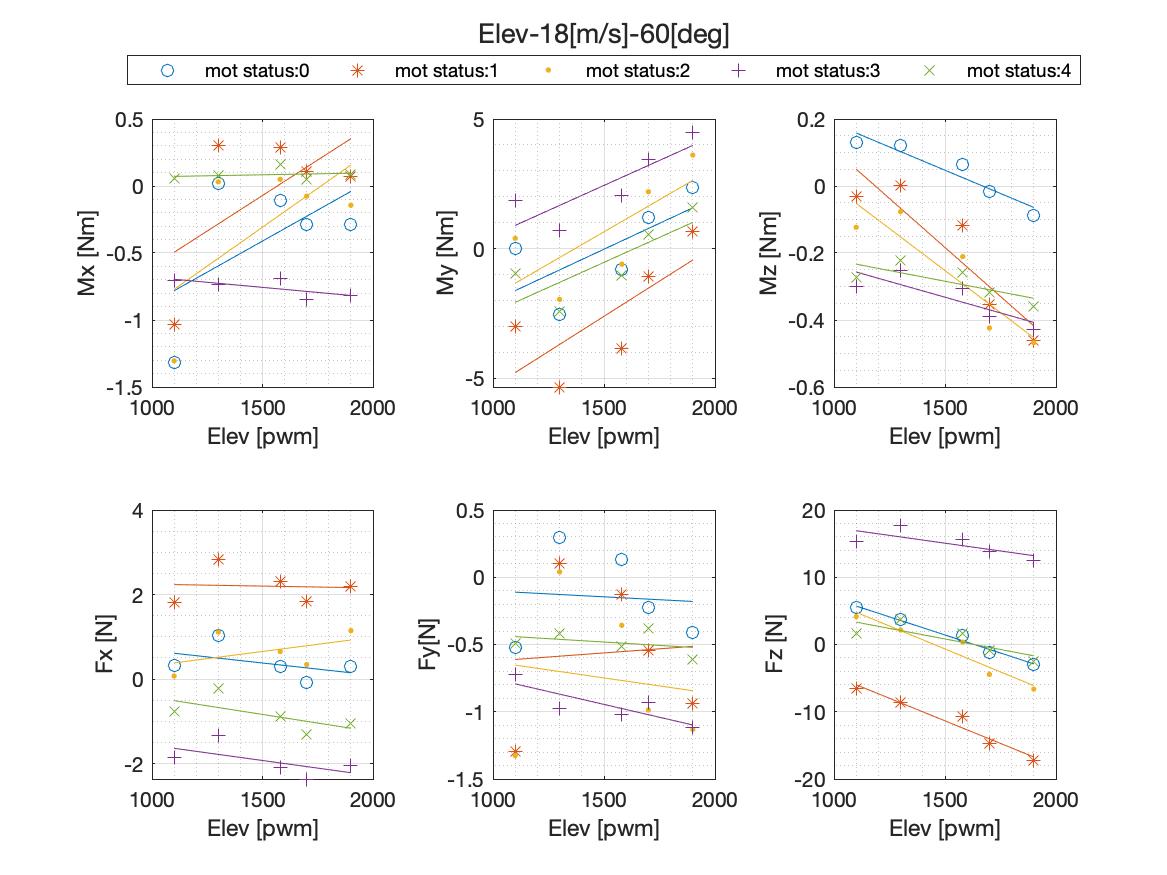 Elev-18[m/s]-60[deg]
mot status:0 mot status:1 mot status:2 mot status:3 mot status:4
0.5
0
-0.5
-1
-1.5
Mx [Nm]
1000 1500 2000
Elev [pwm]
5
0
-5
My [Nm]
1000 1500 2000
Elev [pwm]
0.2
0
-0.2
-0.4
-0.6
Mz [Nm]
1000 1500 2000
Elev [pwm]
4
2
0
-2
Fx [N]
1000 1500 2000
Elev [pwm]
0.5
0
-0.5
-1
-1.5
Fy[N]
1000 1500 2000
Elev [pwm]
20
10
0
-10
-20
Fz [N]
1000 1500 2000
Elev [pwm]